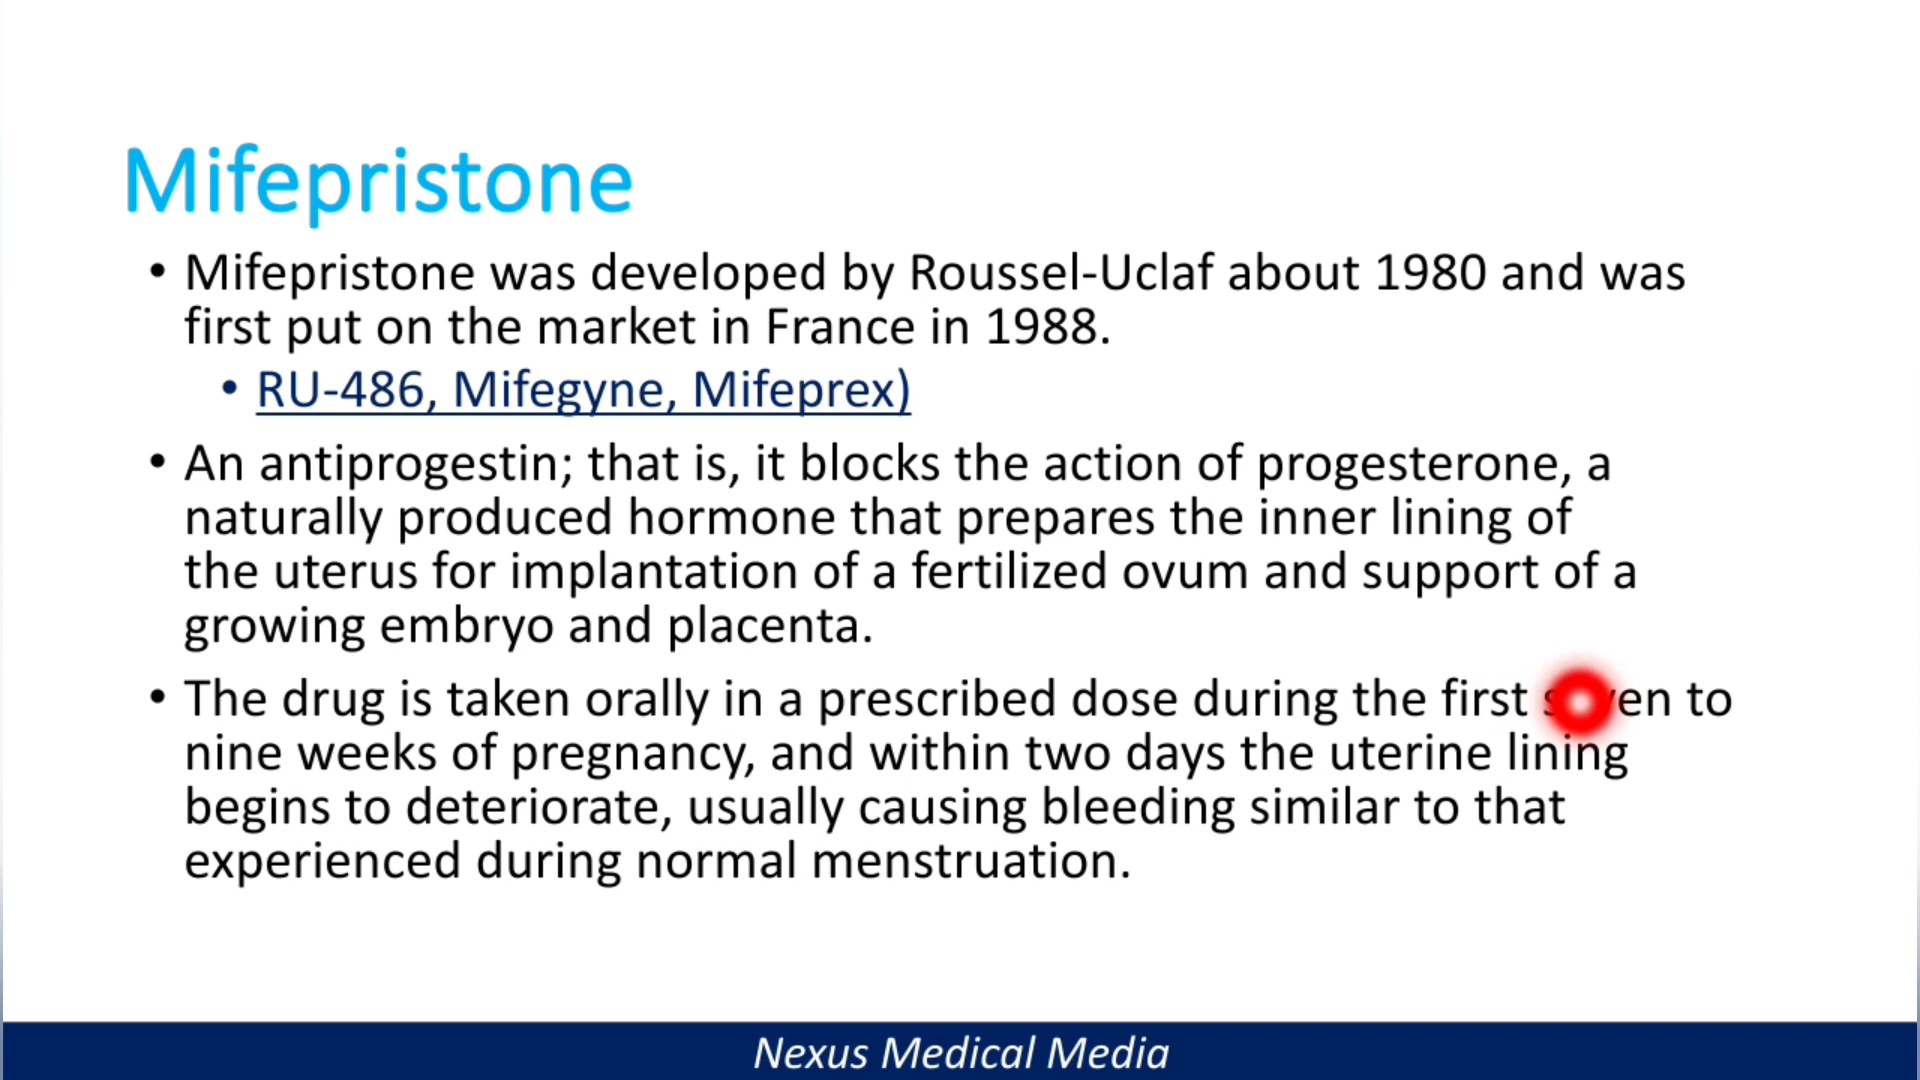 Mifepristone
• Mifepristone was developed by Roussel-Uclaf about 1980 and was
first put on the market in France in 1988.
• RU-486, Mifegyne, Mifeprex)
• An antiprogestin; that is, it blocks the action of progesterone, a
naturally produced hormone that prepares the inner lining of
the uterus for implantation of a fertilized ovum and support of a
growing embryo and placenta.
• The drug is taken orally in a prescribed dose during the first seven to
nine weeks of pregnancy, and within two days the uterine lining
begins to deteriorate, usually causing bleeding similar to that
experienced during normal menstruation.
Nexus Medical Media